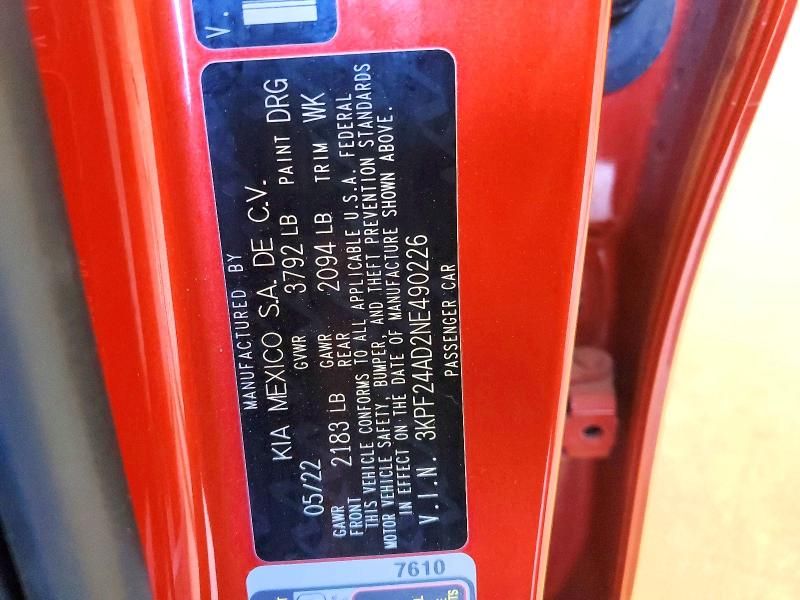 V.
MANUFACTURED BY
KIA MEXICO S.A. DE C.V.
05/22 GVWR 3792 LB PAINT DRG
GAWR FRONT 2183 LB GAWR REAR 2094 LB TRIM WK
THIS VEHICLE CONFORMS TO ALL APPLICABLE U.S.A. FEDERAL
MOTOR VEHICLE SAFETY, BUMPER, AND THEFT PREVENTION STANDARDS
IN EFFECT ON THE DATE OF MANUFACTURE SHOWN ABOVE.
V.I.N. 3KPF24AD2NE490226
PASSENGER CAR
7610